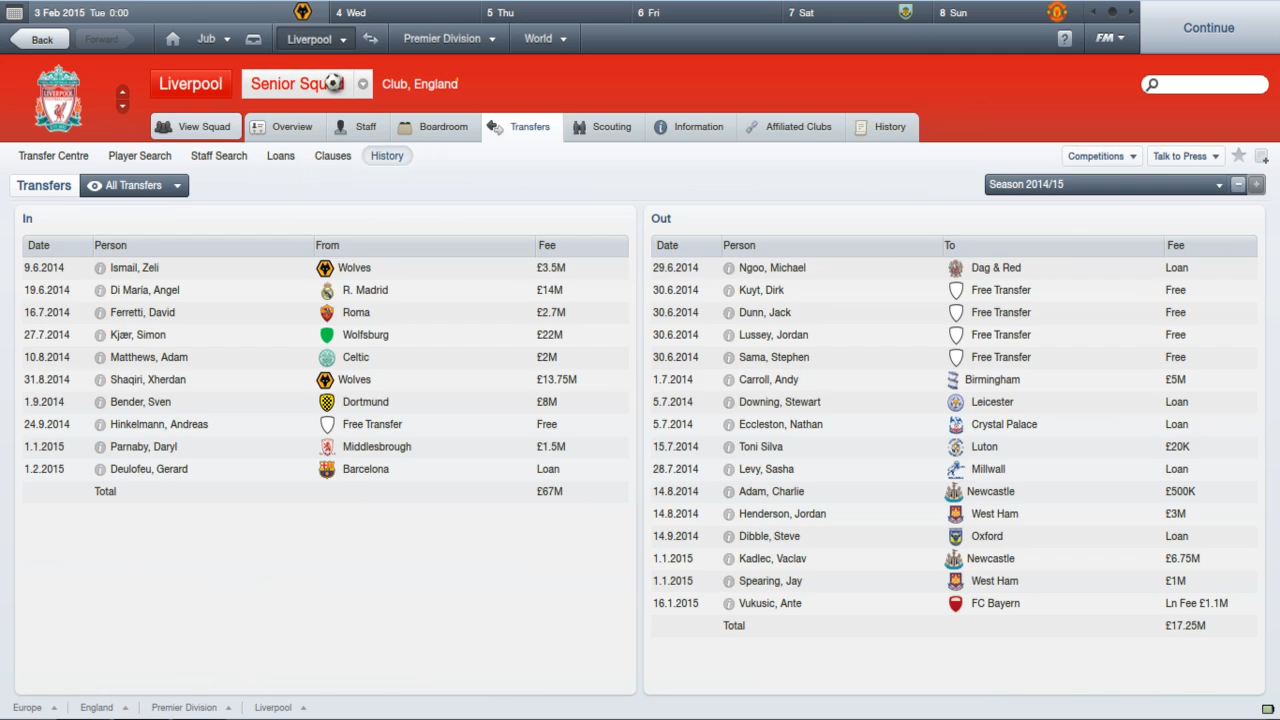 3 Feb 2015 Tue 0:00 4 Wed 5 Thu 6 Fri 7 Sat 8 Sun Continue
Back Forward Jub Liverpool Premier Division World ? FM
Liverpool Senior Squ Club, England
View Squad Overview Staff Boardroom Transfers Scouting Information Affiliated Clubs History
Transfer Centre Player Search Staff Search Loans Clauses History Competitions Talk to Press
Transfers All Transfers Season 2014/15
In
Date Person From Fee
9.6.2014 Ismail, Zeli Wolves £3.5M
19.6.2014 Di María, Angel R. Madrid £14M
16.7.2014 Ferretti, David Roma £2.7M
27.7.2014 Kjær, Simon Wolfsburg £22M
10.8.2014 Matthews, Adam Celtic £2M
31.8.2014 Shaqiri, Xherdan Wolves £13.75M
1.9.2014 Bender, Sven Dortmund £8M
24.9.2014 Hinkelmann, Andreas Free Transfer Free
1.1.2015 Parnaby, Daryl Middlesbrough £1.5M
1.2.2015 Deulofeu, Gerard Barcelona Loan
Total £67M
Out
Date Person To Fee
29.6.2014 Ngoo, Michael Dag & Red Loan
30.6.2014 Kuyt, Dirk Free Transfer Free
30.6.2014 Dunn, Jack Free Transfer Free
30.6.2014 Lussey, Jordan Free Transfer Free
30.6.2014 Sama, Stephen Free Transfer Free
1.7.2014 Carroll, Andy Birmingham £5M
5.7.2014 Downing, Stewart Leicester Loan
5.7.2014 Eccleston, Nathan Crystal Palace Loan
15.7.2014 Toni Silva Luton £20K
28.7.2014 Levy, Sasha Millwall Loan
14.8.2014 Adam, Charlie Newcastle £500K
14.8.2014 Henderson, Jordan West Ham £3M
14.9.2014 Dibble, Steve Oxford Loan
1.1.2015 Kadlec, Vaclav Newcastle £6.75M
1.1.2015 Spearing, Jay West Ham £1M
16.1.2015 Vukusic, Ante FC Bayern Ln Fee £1.1M
Total £17.25M
Europe England Premier Division Liverpool